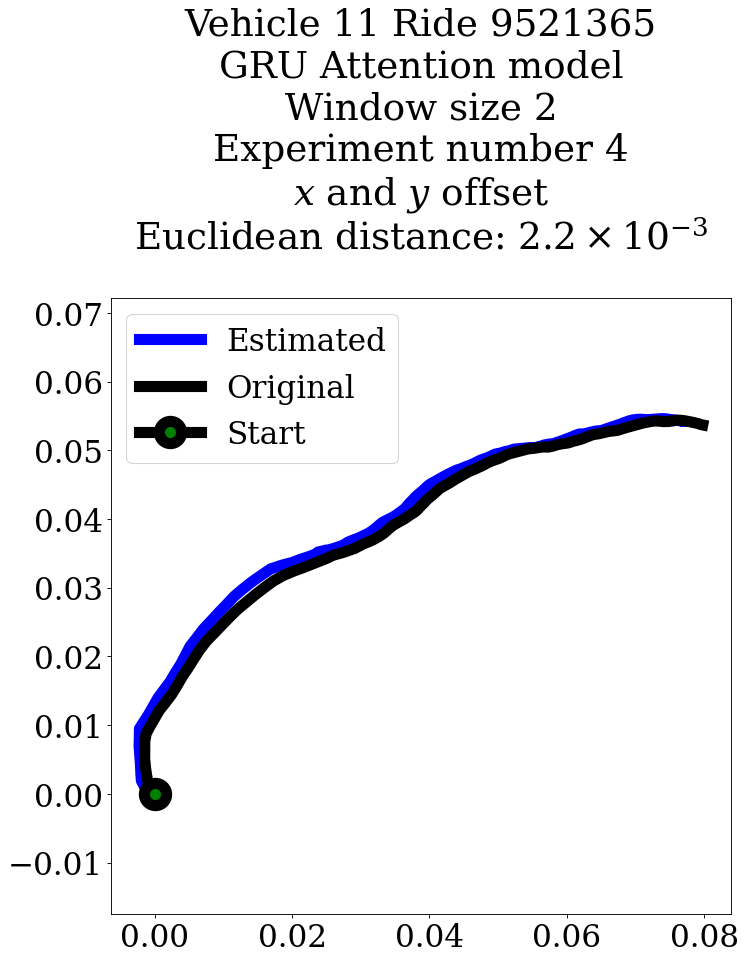 Vehicle 11 Ride 9521365
GRU Attention model
Window size 2
Experiment number 4
x and y offset
Euclidean distance: 2.2 × 10⁻³
0.07
0.06
0.05
0.04
0.03
0.02
0.01
0.00
−0.01
Estimated
Original
Start
0.00 0.02 0.04 0.06 0.08